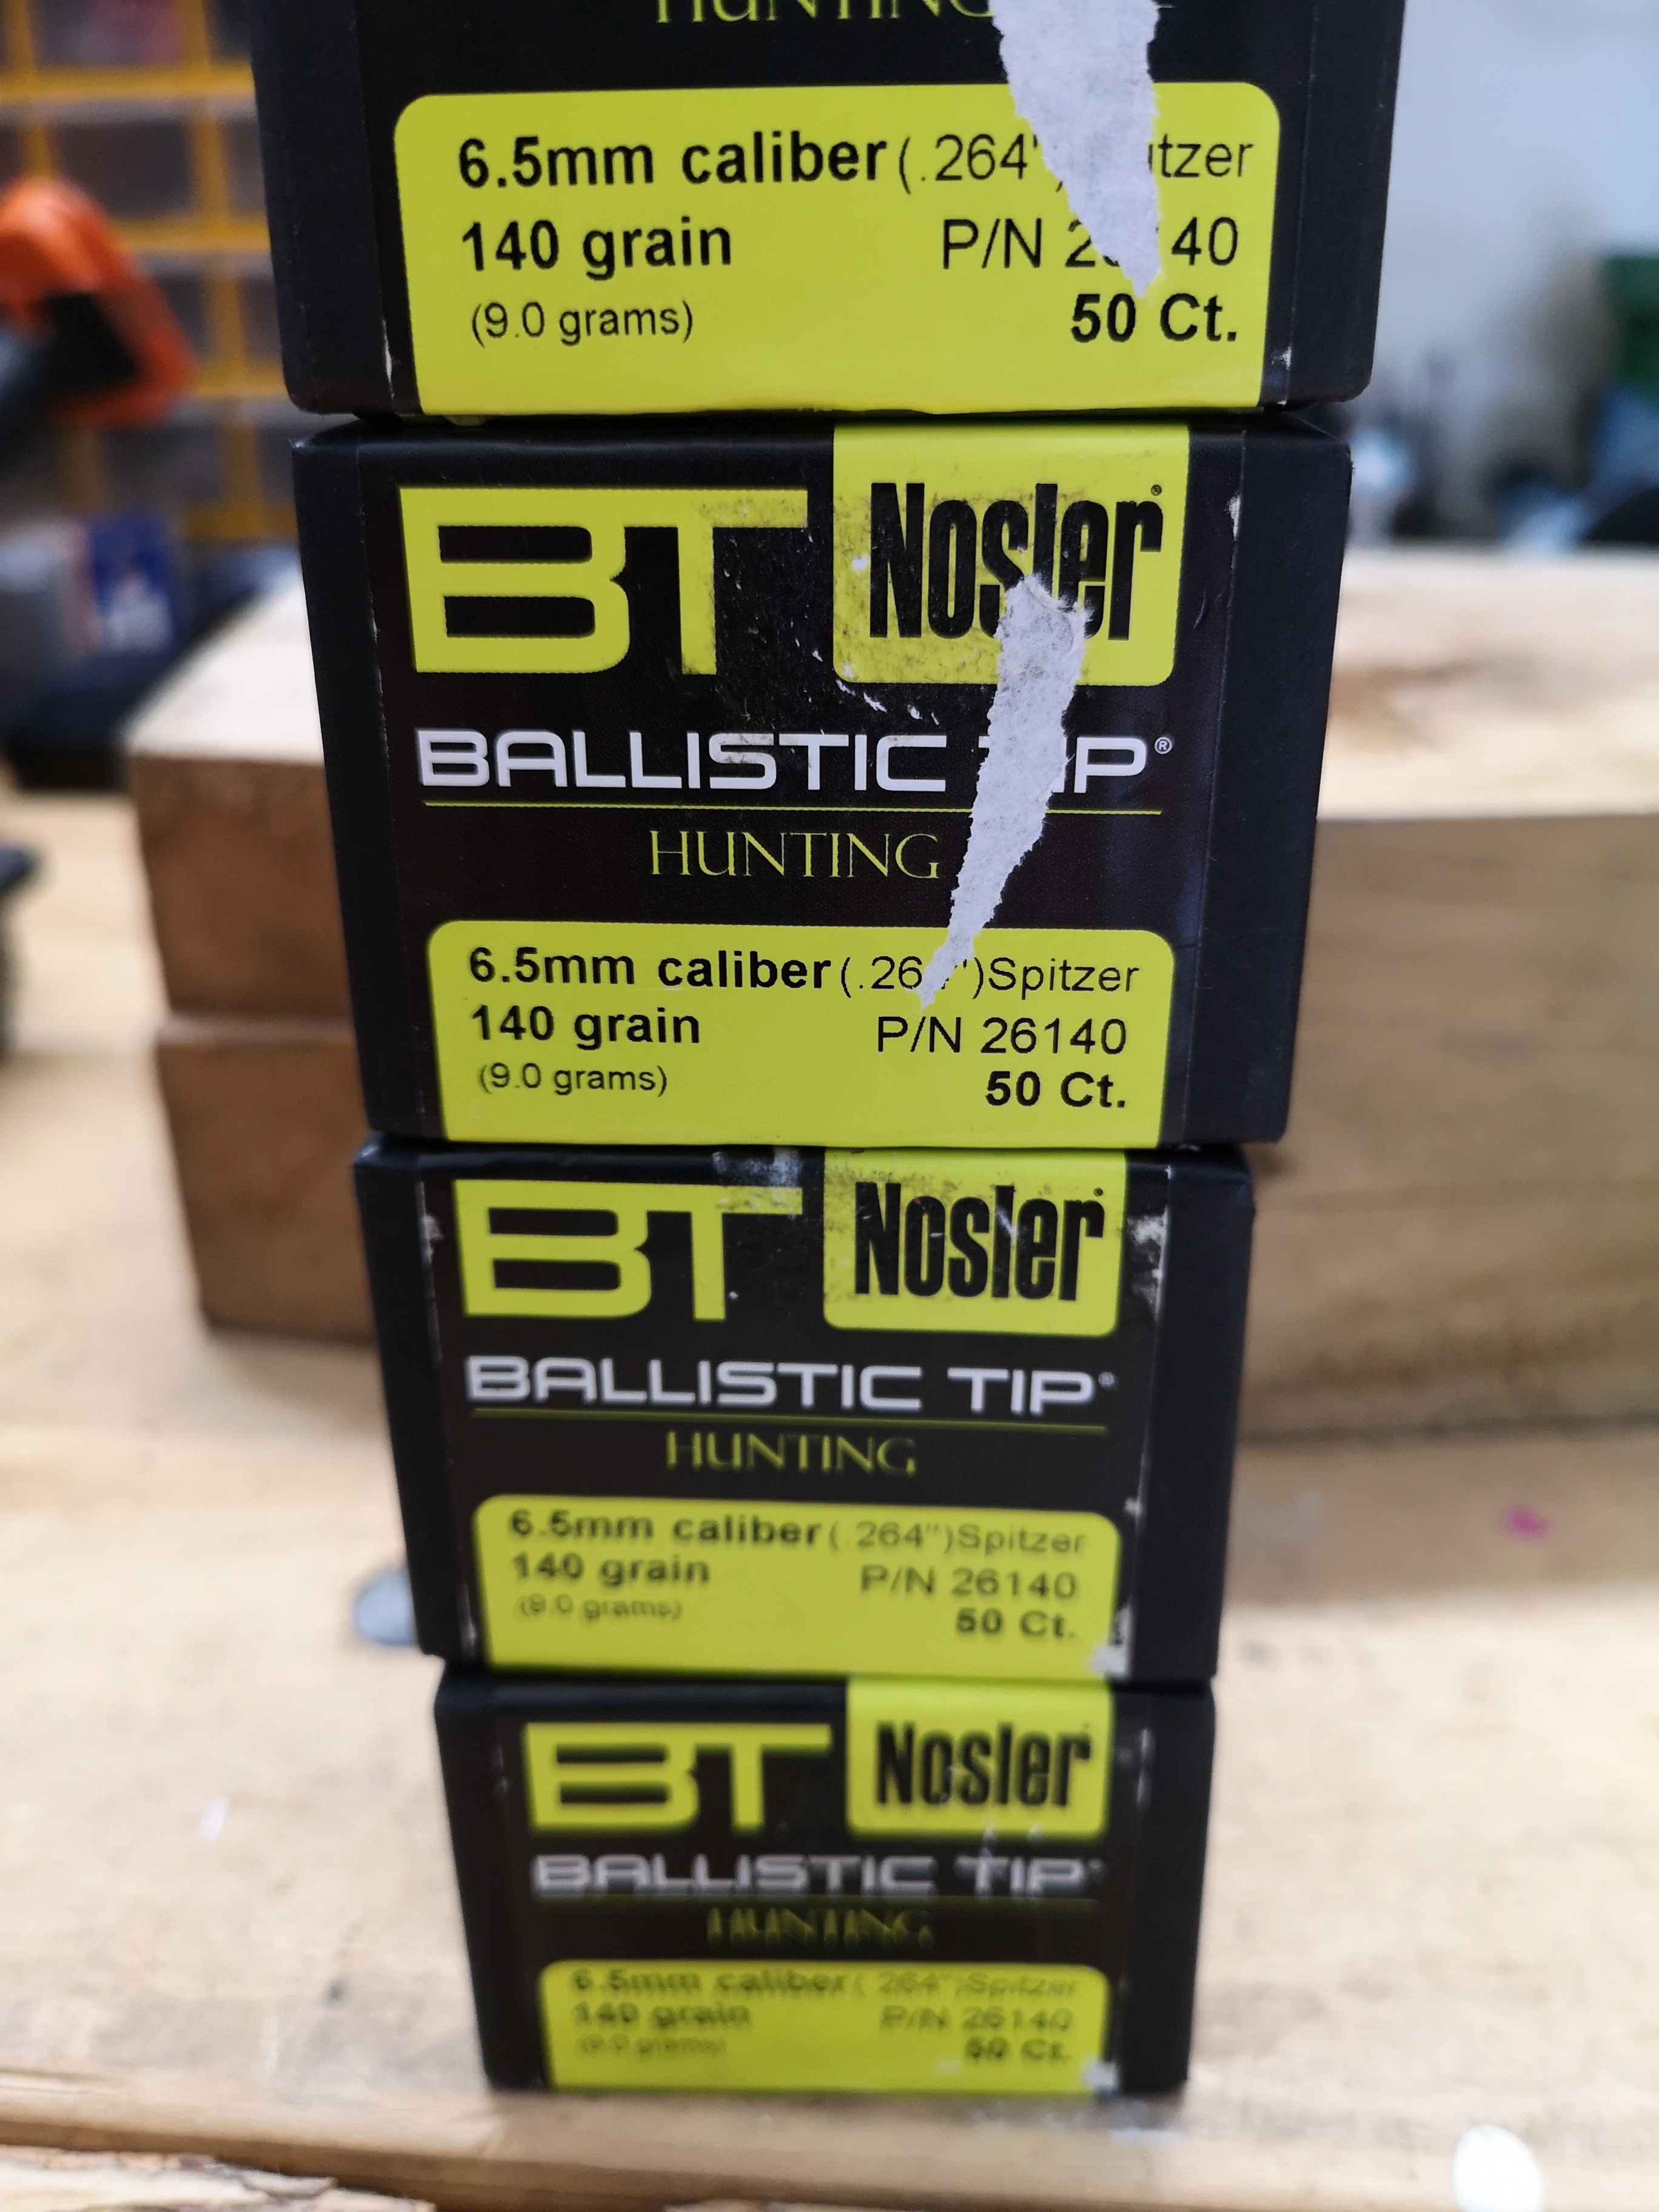 HUNTING
6.5mm caliber (.264")
140 grain P/N
(9.0 grams) 50 Ct.
BT Nosler®
BALLISTIC
HUNTING
6.5mm caliber Spitzer
140 grain P/N 26140
(9.0 grams) 50 Ct.
BT Nosler
BALLISTIC TIP®
HUNTING
6.5mm caliber (.264")Spitzer
140 grain P/N 26140
(9.0 grams) 50 Ct.
BT Nosler
BALLISTIC TIP
HUNTING
6.5mm caliber (.264")Spitzer
140 grain P/N 26140
(9.0 grams) 50 Ct.